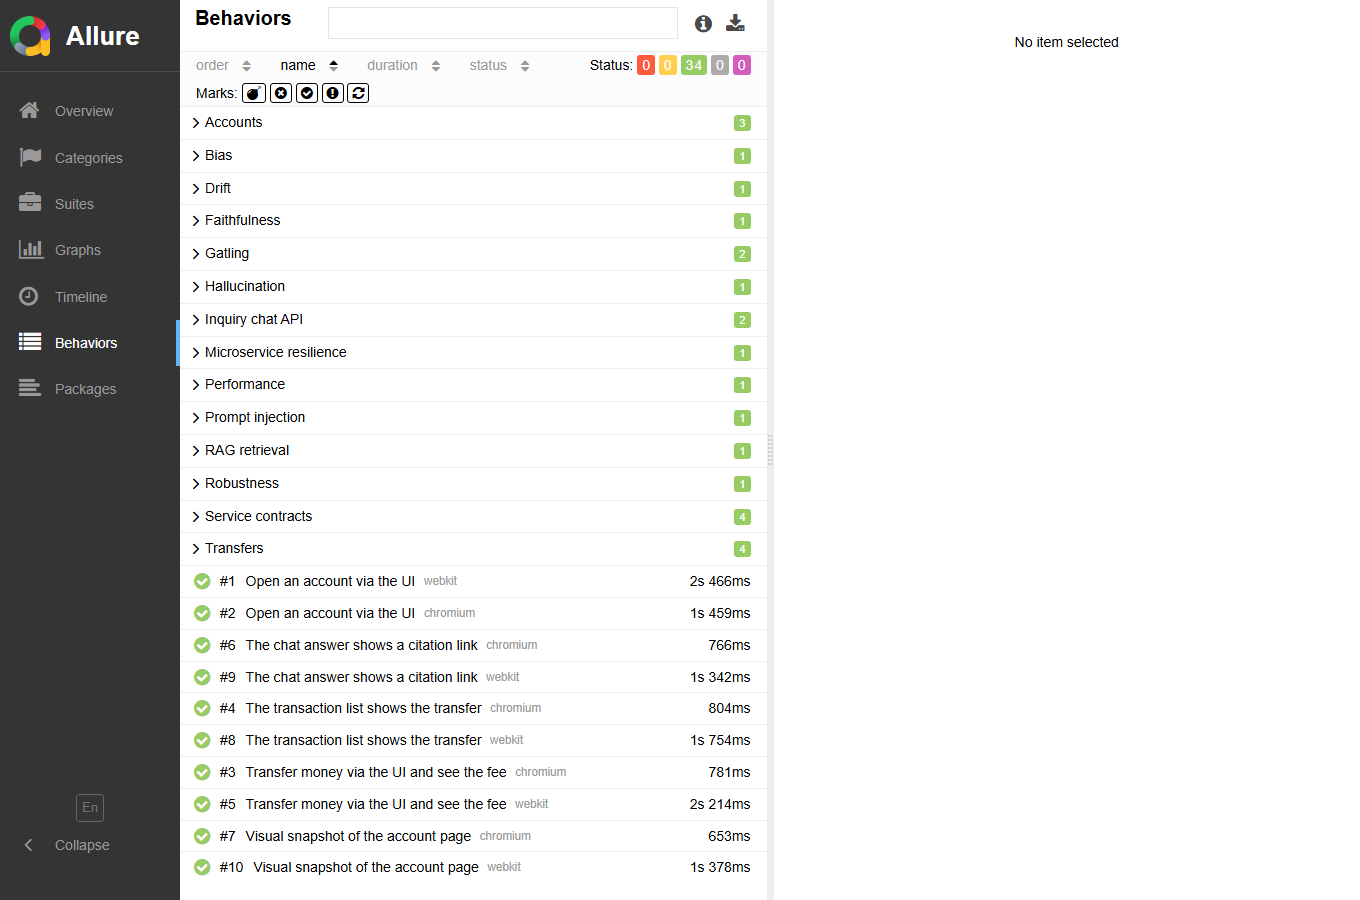 Allure
Overview
Categories
Suites
Graphs
Timeline
Behaviors
Packages
En
Collapse
Behaviors
order name duration status Status: 0 0 34 0 0
Marks:
Accounts 3
Bias 1
Drift 1
Faithfulness 1
Gatling 2
Hallucination 1
Inquiry chat API 2
Microservice resilience 1
Performance 1
Prompt injection 1
RAG retrieval 1
Robustness 1
Service contracts 4
Transfers 4
#1 Open an account via the UI webkit 2s 466ms
#2 Open an account via the UI chromium 1s 459ms
#6 The chat answer shows a citation link chromium 766ms
#9 The chat answer shows a citation link webkit 1s 342ms
#4 The transaction list shows the transfer chromium 804ms
#8 The transaction list shows the transfer webkit 1s 754ms
#3 Transfer money via the UI and see the fee chromium 781ms
#5 Transfer money via the UI and see the fee webkit 2s 214ms
#7 Visual snapshot of the account page chromium 653ms
#10 Visual snapshot of the account page webkit 1s 378ms
No item selected